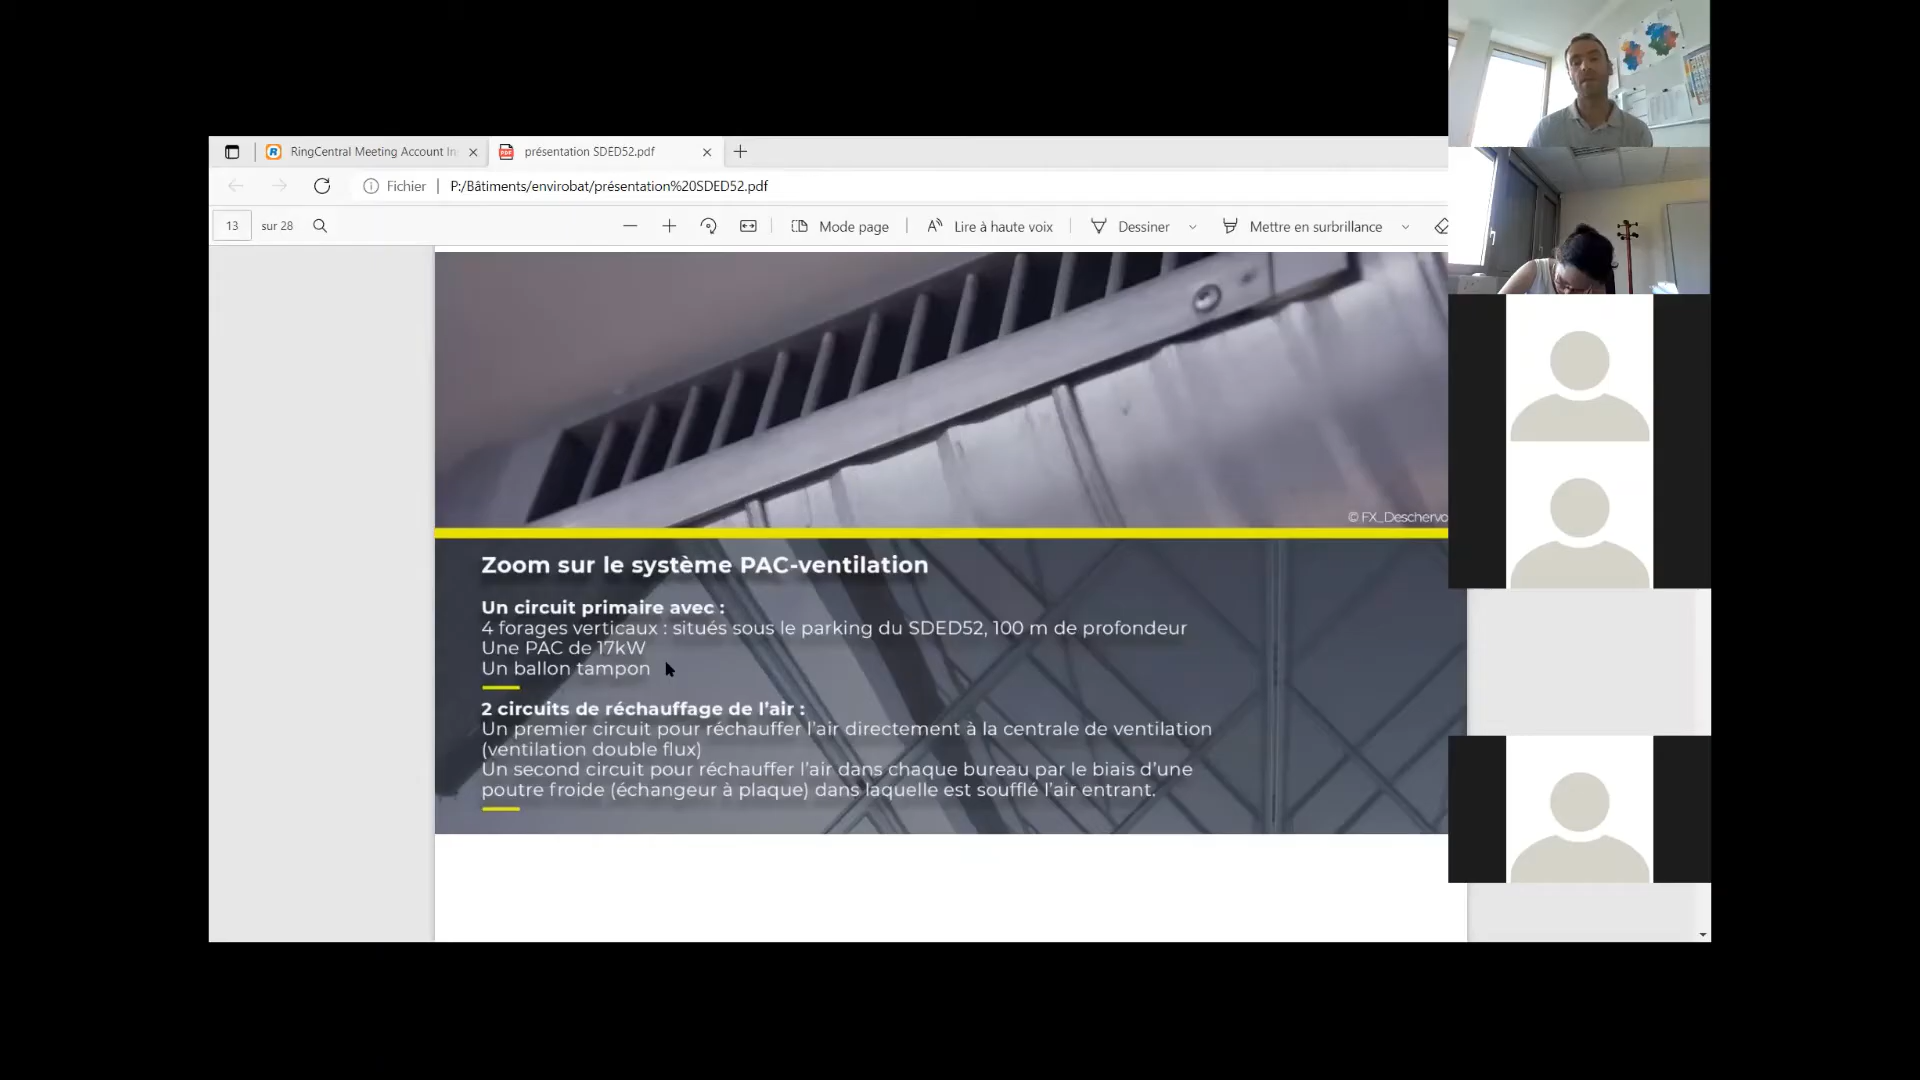 RingCentral Meeting Account In
présentation SDED52.pdf
Fichier
P:/Bâtiments/envirobat/présentation%20SDED52.pdf
13 sur 28
Mode page
Lire à haute voix
Dessiner
Mettre en surbrillance
© FX_Deschervo
Zoom sur le système PAC-ventilation
Un circuit primaire avec :
4 forages verticaux : situés sous le parking du SDED52, 100 m de profondeur
Une PAC de 17kW
Un ballon tampon
2 circuits de réchauffage de l’air :
Un premier circuit pour réchauffer l’air directement à la centrale de ventilation
(ventilation double flux)
Un second circuit pour réchauffer l’air dans chaque bureau par le biais d’une
poutre froide (échangeur à plaque) dans laquelle est soufflé l’air entrant.